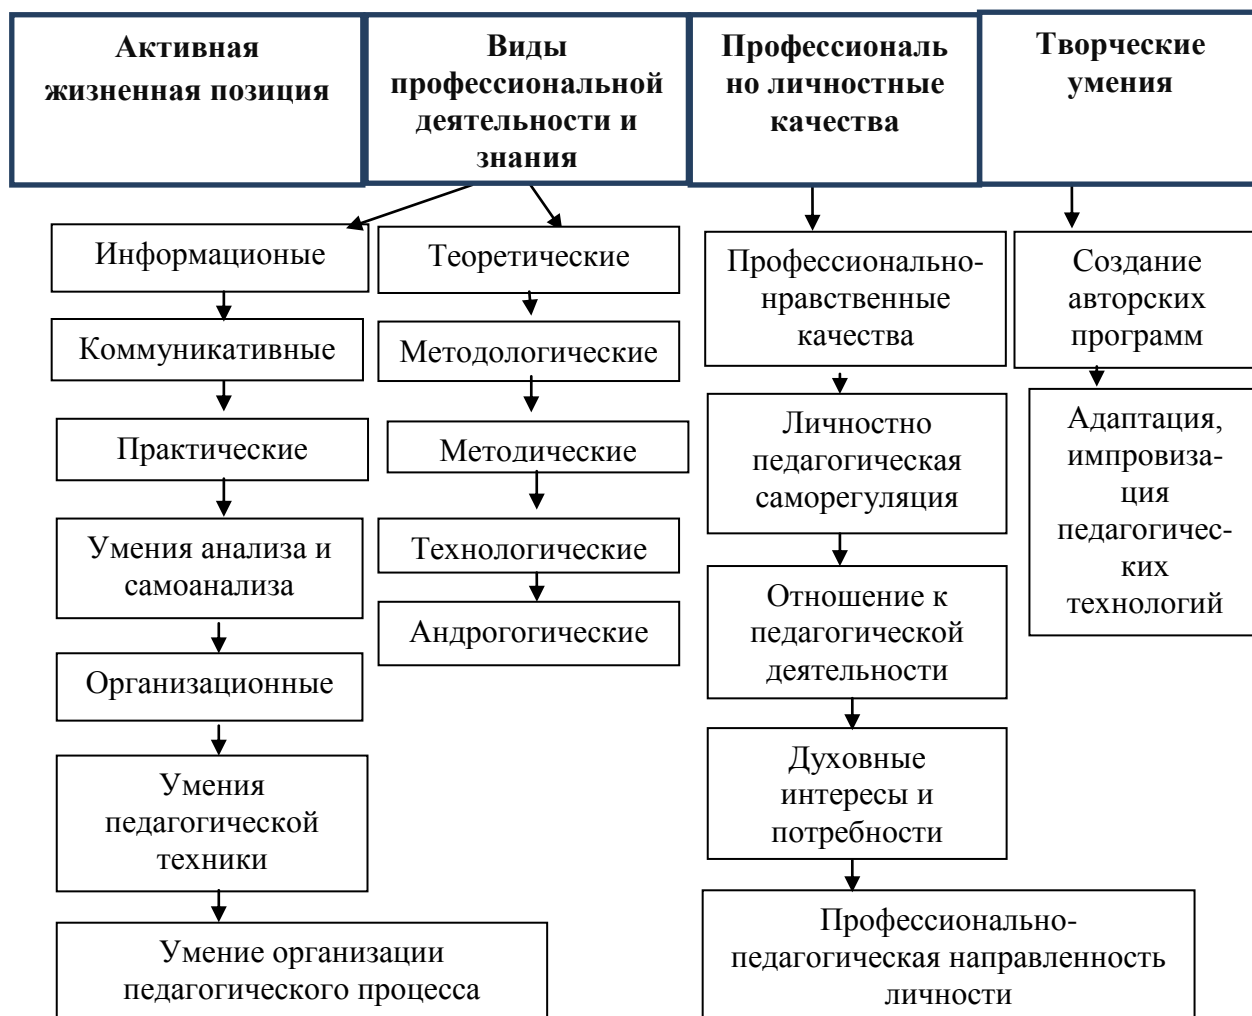 Активная
жизненная позиция
Виды
профессиональной
деятельности и
знания
Профессиональ
но личностные
качества
Творческие
умения
Информационые
Коммуникативные
Практические
Умения анализа и
самоанализа
Организационные
Умения
педагогической
техники
Умение организации
педагогического процесса
Теоретические
Методологические
Методические
Технологические
Андрогогические
Профессионально-
нравственные
качества
Личностно
педагогическая
саморегуляция
Отношение к
педагогической
деятельности
Духовные
интересы и
потребности
Профессионально-
педагогическая направленность
личности
Создание
авторских
программ
Адаптация,
импровиза-
ция
педагогичес-
ких
технологий